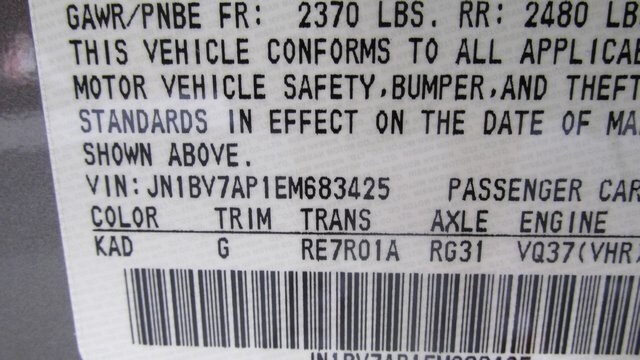 GAWR/PNBE FR: 2370 LBS. RR: 2480 LB
THIS VEHICLE CONFORMS TO ALL APPLICA
MOTOR VEHICLE SAFETY,BUMPER,AND THEFT
STANDARDS IN EFFECT ON THE DATE OF MA
SHOWN ABOVE.
VIN:JN1BV7AP1EM683425 PASSENGER CAR
COLOR TRIM TRANS AXLE ENGINE
KAD G RE7R01A RG31 VQ37(VHR)
JN1BV7AP1EM683425